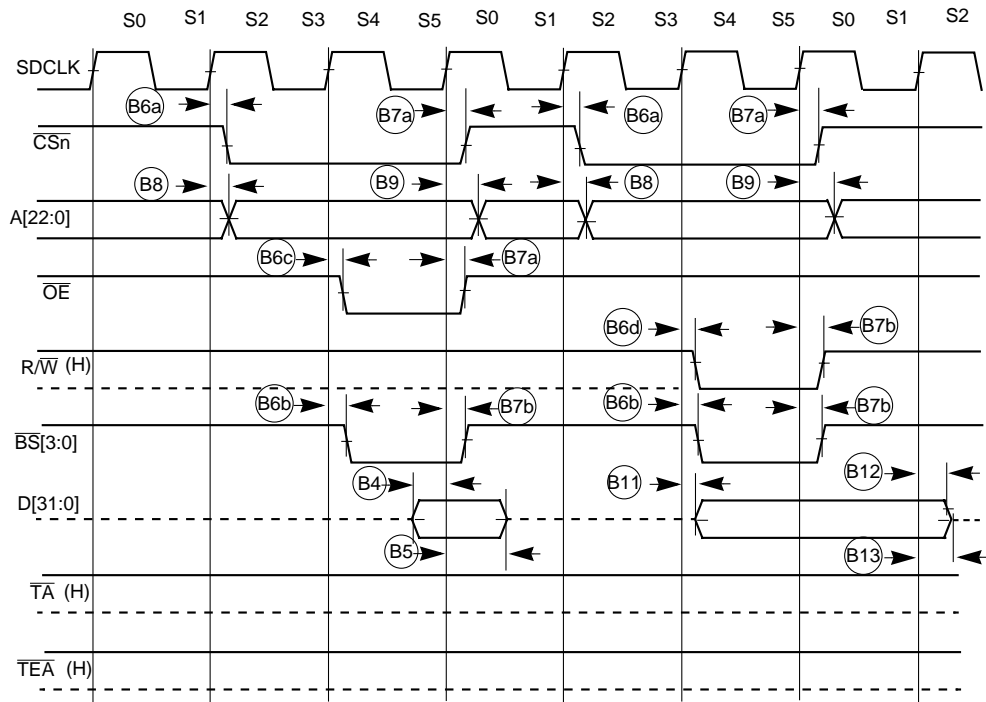 S0 S1 S2 S3 S4 S5 S0 S1 S2 S3 S4 S5 S0 S1 S2
SDCLK
B6a B7a B6a B7a
CSn
B8 B9 B8 B9
A[22:0]
B6c B7a
OE
B6d B7b
R/W (H)
B6b B7b B6b B7b
BS[3:0]
B4 B11 B12
D[31:0]
B5 B13
TA (H)
TEA (H)